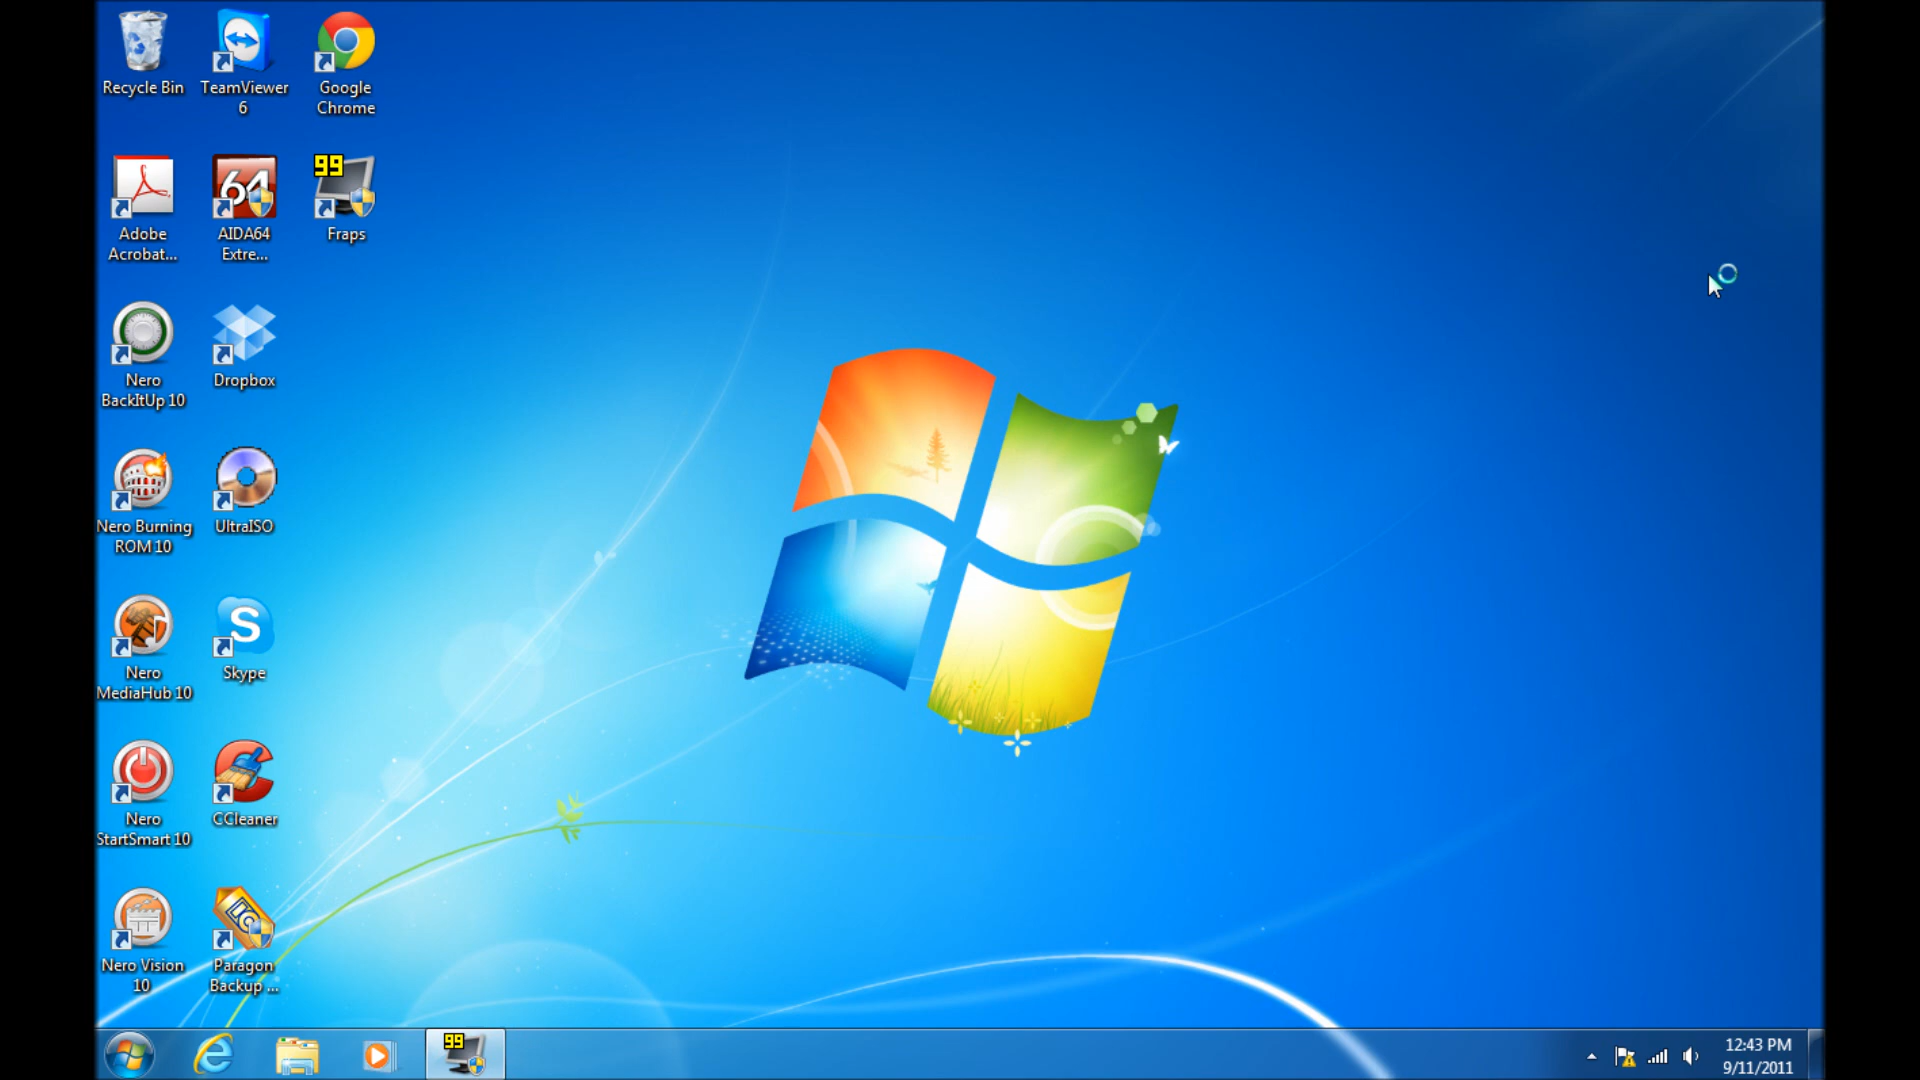 Recycle Bin
TeamViewer
6
Google
Chrome
Adobe
Acrobat...
64
AIDA64
Extre...
99
Fraps
Nero
BackItUp 10
Dropbox
Nero Burning
ROM 10
UltraISO
Nero
MediaHub 10
S
Skype
Nero
StartSmart 10
CCleaner
Nero Vision
10
Paragon
Backup ...
99
12:43 PM
9/11/2011